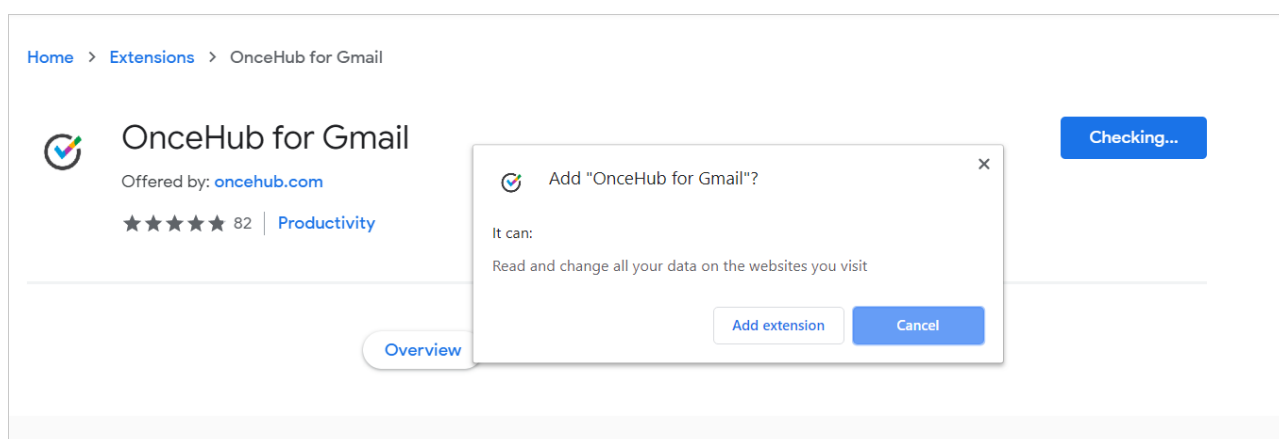 Home > Extensions > OnceHub for Gmail
OnceHub for Gmail
Offered by: oncehub.com
82 Productivity
Checking...
Add "OnceHub for Gmail"?
It can:
Read and change all your data on the websites you visit
Add extension
Cancel
Overview